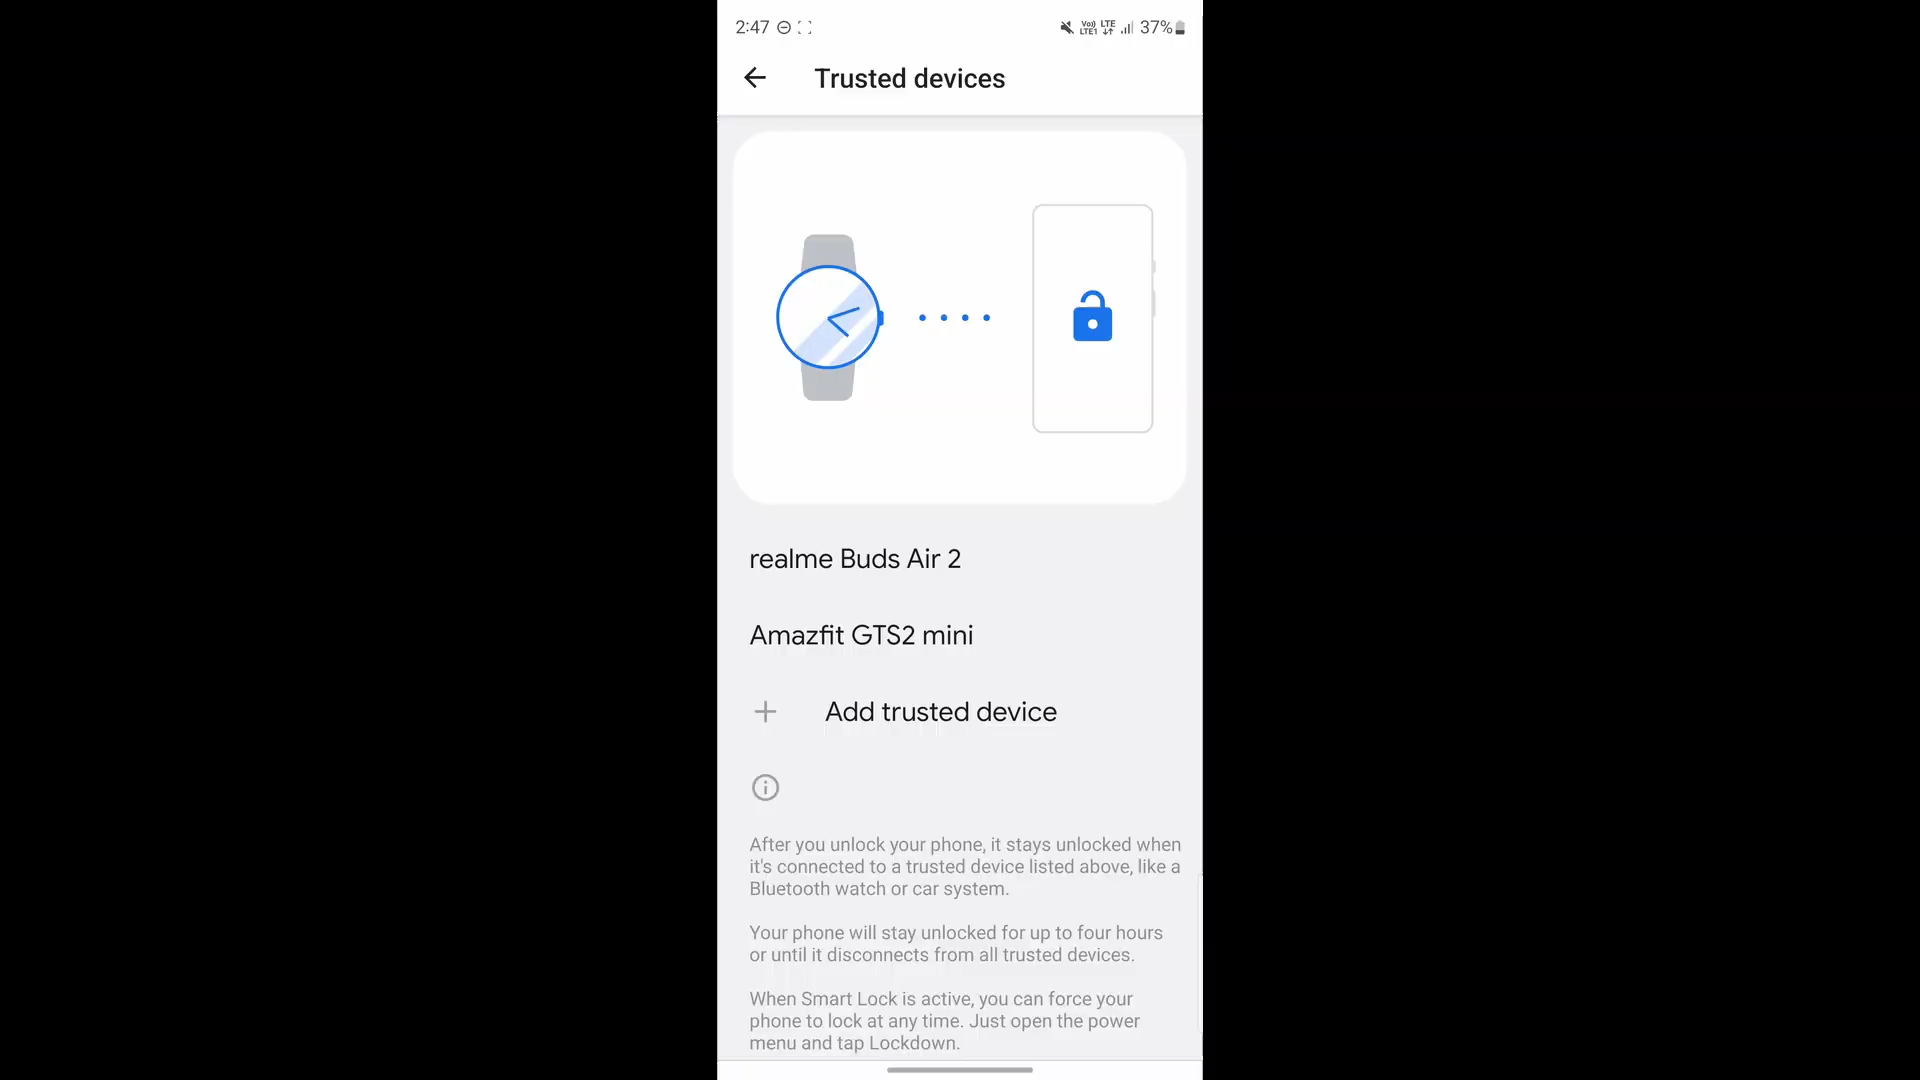 2:47
Vo)) LTE
LTE1
37%
Trusted devices
realme Buds Air 2
Amazfit GTS2 mini
Add trusted device
After you unlock your phone, it stays unlocked when
it's connected to a trusted device listed above, like a
Bluetooth watch or car system.
Your phone will stay unlocked for up to four hours
or until it disconnects from all trusted devices.
When Smart Lock is active, you can force your
phone to lock at any time. Just open the power
menu and tap Lockdown.